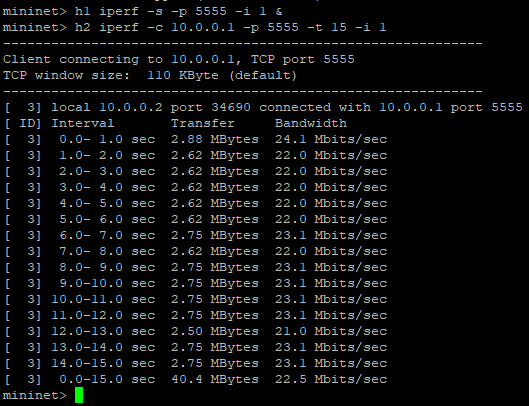 mininet> h1 iperf -s -p 5555 -i 1 &
mininet> h2 iperf -c 10.0.0.1 -p 5555 -t 15 -i 1
------------------------------------------------------------
Client connecting to 10.0.0.1, TCP port 5555
TCP window size:  110 KByte (default)
------------------------------------------------------------
[  3] local 10.0.0.2 port 34690 connected with 10.0.0.1 port 5555
[ ID] Interval       Transfer     Bandwidth
[  3]  0.0- 1.0 sec  2.88 MBytes  24.1 Mbits/sec
[  3]  1.0- 2.0 sec  2.62 MBytes  22.0 Mbits/sec
[  3]  2.0- 3.0 sec  2.62 MBytes  22.0 Mbits/sec
[  3]  3.0- 4.0 sec  2.62 MBytes  22.0 Mbits/sec
[  3]  4.0- 5.0 sec  2.62 MBytes  22.0 Mbits/sec
[  3]  5.0- 6.0 sec  2.62 MBytes  22.0 Mbits/sec
[  3]  6.0- 7.0 sec  2.75 MBytes  23.1 Mbits/sec
[  3]  7.0- 8.0 sec  2.62 MBytes  22.0 Mbits/sec
[  3]  8.0- 9.0 sec  2.75 MBytes  23.1 Mbits/sec
[  3]  9.0-10.0 sec  2.75 MBytes  23.1 Mbits/sec
[  3] 10.0-11.0 sec  2.75 MBytes  23.1 Mbits/sec
[  3] 11.0-12.0 sec  2.75 MBytes  23.1 Mbits/sec
[  3] 12.0-13.0 sec  2.50 MBytes  21.0 Mbits/sec
[  3] 13.0-14.0 sec  2.75 MBytes  23.1 Mbits/sec
[  3] 14.0-15.0 sec  2.75 MBytes  23.1 Mbits/sec
[  3]  0.0-15.0 sec  40.4 MBytes  22.5 Mbits/sec
mininet>